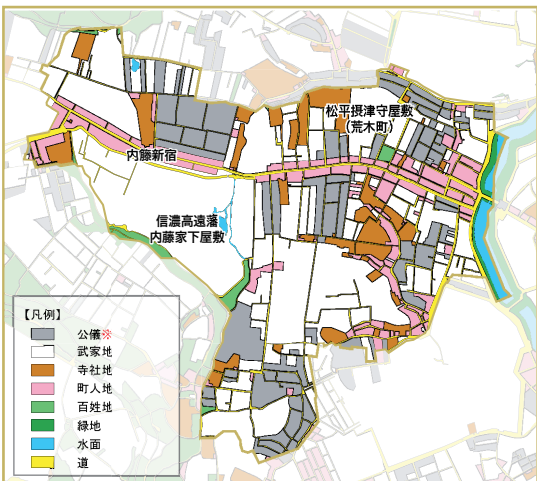 松平摂津守屋敷
（荒木町）
内藤新宿
信濃高遠藩
内藤家下屋敷
【凡例】
公儀※
武家地
寺社地
町人地
百姓地
緑地
水面
道